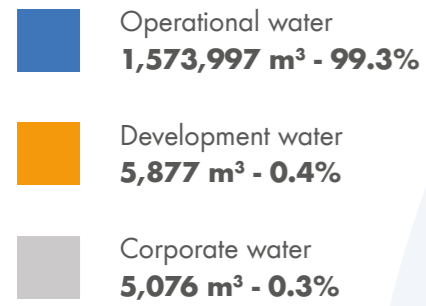 Operational water
1,573,997 m³ - 99.3%
Development water
5,877 m³ - 0.4%
Corporate water
5,076 m³ - 0.3%